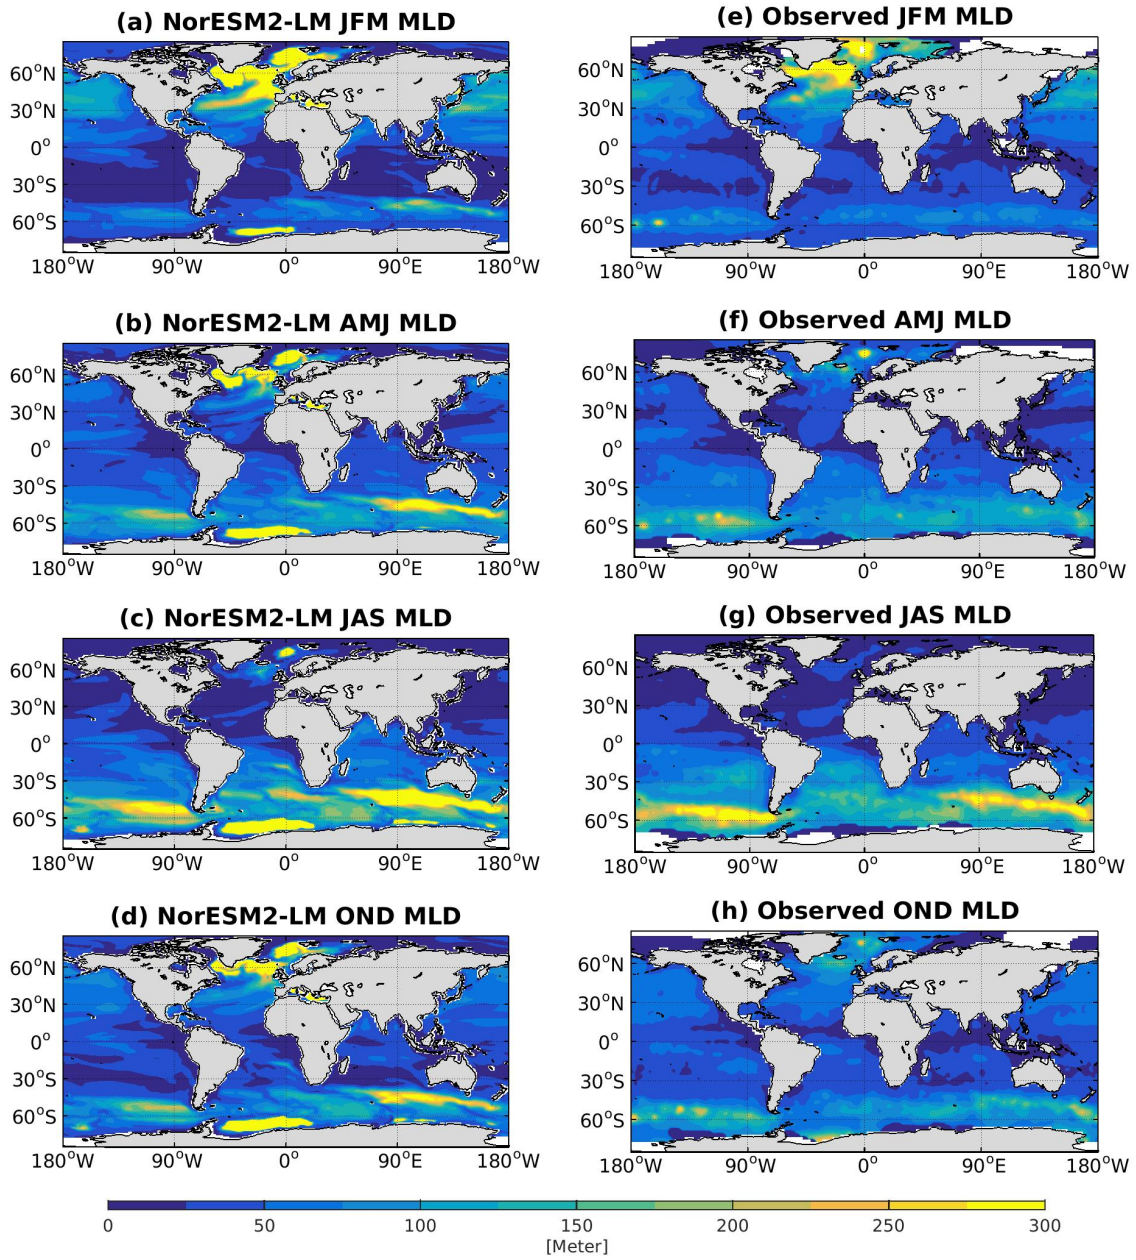 (a) NorESM2-LM JFM MLD
60°N
30°N
0°
30°S
60°S
180°W 90°W 0° 90°E 180°W
(e) Observed JFM MLD
60°N
30°N
0°
30°S
60°S
180°W 90°W 0° 90°E 180°W
(b) NorESM2-LM AMJ MLD
60°N
30°N
0°
30°S
60°S
180°W 90°W 0° 90°E 180°W
(f) Observed AMJ MLD
60°N
30°N
0°
30°S
60°S
180°W 90°W 0° 90°E 180°W
(c) NorESM2-LM JAS MLD
60°N
30°N
0°
30°S
60°S
180°W 90°W 0° 90°E 180°W
(g) Observed JAS MLD
60°N
30°N
0°
30°S
60°S
180°W 90°W 0° 90°E 180°W
(d) NorESM2-LM OND MLD
60°N
30°N
0°
30°S
60°S
180°W 90°W 0° 90°E 180°W
(h) Observed OND MLD
60°N
30°N
0°
30°S
60°S
180°W 90°W 0° 90°E 180°W
0 50 100 150 200 250 300
[Meter]